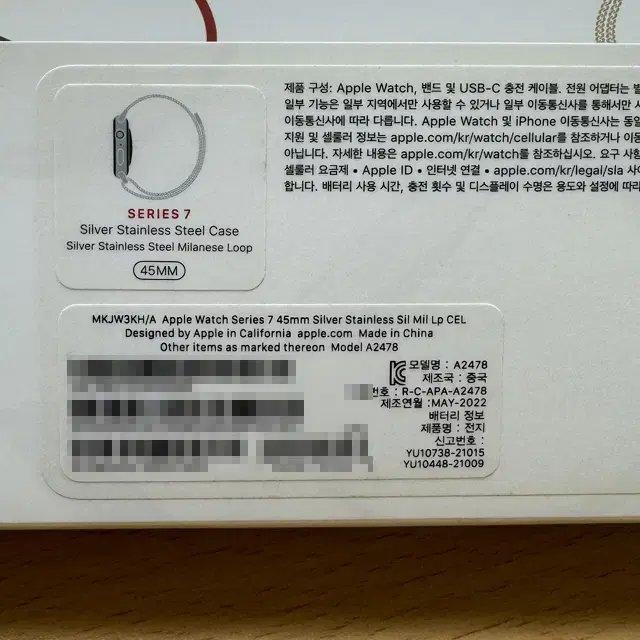 제품 구성: Apple Watch, 밴드 및 USB-C 충전 케이블. 전원 어댑터는 별
일부 기능은 일부 지역에서만 사용할 수 있거나 일부 이동통신사를 통해서만 사
이동통신사에 따라 다릅니다. Apple Watch 및 iPhone 이동통신사는 동일
지원 및 셀룰러 정보는 apple.com/kr/watch/cellular를 참조하거나 이동
아닙니다. 자세한 내용은 apple.com/kr/watch를 참조하십시오. 요구 사항
셀룰러 요금제 • Apple ID • 인터넷 연결 • apple.com/kr/legal/sla 사이
합니다. 배터리 사용 시간, 충전 횟수 및 디스플레이 수명은 용도와 설정에 따라
SERIES 7
Silver Stainless Steel Case
Silver Stainless Steel Milanese Loop
45MM
MKJW3KH/A Apple Watch Series 7 45mm Silver Stainless Sil Mil Lp CEL
Designed by Apple in California apple.com Made in China
Other items as marked thereon Model A2478
모델명 : A2478
제조국 : 중국
번호 : R-C-APA-A2478
제조연월 :MAY-2022
배터리 정보
제품명 : 전지
신고번호 :
YU10738-21015
YU10448-21009